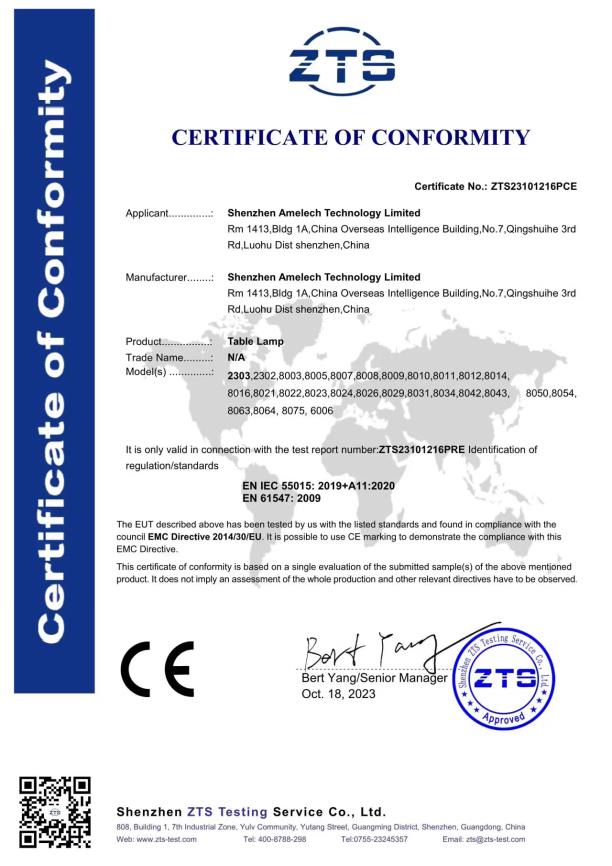 Certificate of Conformity
ZTS
CERTIFICATE OF CONFORMITY
Certificate No.: ZTS23101216PCE
Applicant..............: Shenzhen Amelech Technology Limited
Rm 1413,Bldg 1A,China Overseas Intelligence Building,No.7,Qingshuihe 3rd
Rd,Luohu Dist shenzhen,China
Manufacturer........: Shenzhen Amelech Technology Limited
Rm 1413,Bldg 1A,China Overseas Intelligence Building,No.7,Qingshuihe 3rd
Rd,Luohu Dist shenzhen,China
Product................: Table Lamp
Trade Name.........: N/A
Model(s) ..............: 2303,2302,8003,8005,8007,8008,8009,8010,8011,8012,8014,
8016,8021,8022,8023,8024,8026,8029,8031,8034,8042,8043, 8050,8054,
8063,8064, 8075, 6006
It is only valid in connection with the test report number:ZTS23101216PRE Identification of
regulation/standards
EN IEC 55015: 2019+A11:2020
EN 61547: 2009
The EUT described above has been tested by us with the listed standards and found in compliance with the
council EMC Directive 2014/30/EU. It is possible to use CE marking to demonstrate the compliance with this
EMC Directive.
This certificate of conformity is based on a single evaluation of the submitted sample(s) of the above mentioned
product. It does not imply an assessment of the whole production and other relevant directives have to be observed.
CE
Bert Yang
Bert Yang/Senior Manager
Oct. 18, 2023
Shenzhen ZTS Testing Service Co., Ltd.
ZTS
Approved
ZTS
Shenzhen ZTS Testing Service Co., Ltd.
808, Building 1, 7th Industrial Zone, Yulv Community, Yutang Street, Guangming District, Shenzhen, Guangdong, China
Web: www.zts-test.com Tel: 400-8788-298 Tel:0755-23245357 Email: zts@zts-test.com